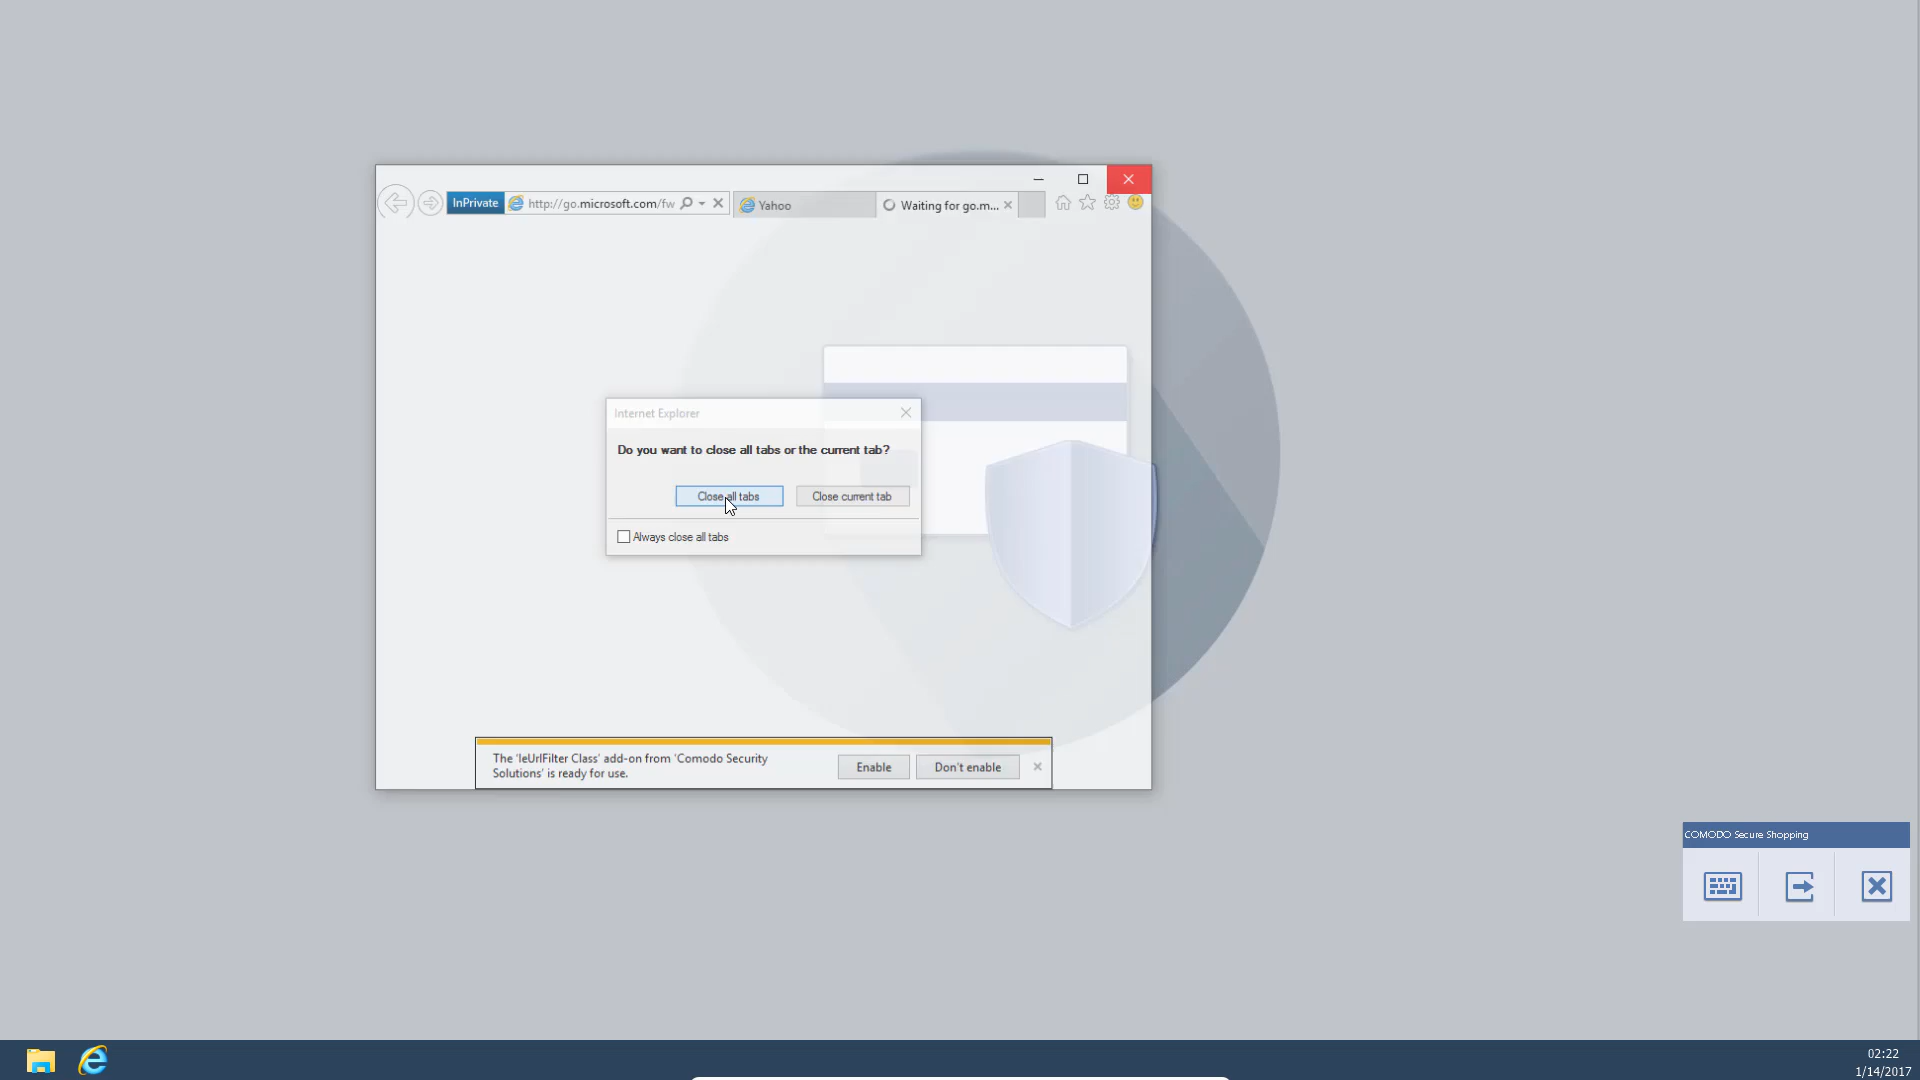 InPrivate
http://go.microsoft.com/fw
Yahoo
Waiting for go.m...
Internet Explorer
Do you want to close all tabs or the current tab?
Close all tabs
Close current tab
Always close all tabs
The 'IeUrlFilter Class' add-on from 'Comodo Security
Solutions' is ready for use.
Enable
Don't enable
COMODO Secure Shopping
02:22
1/14/2017